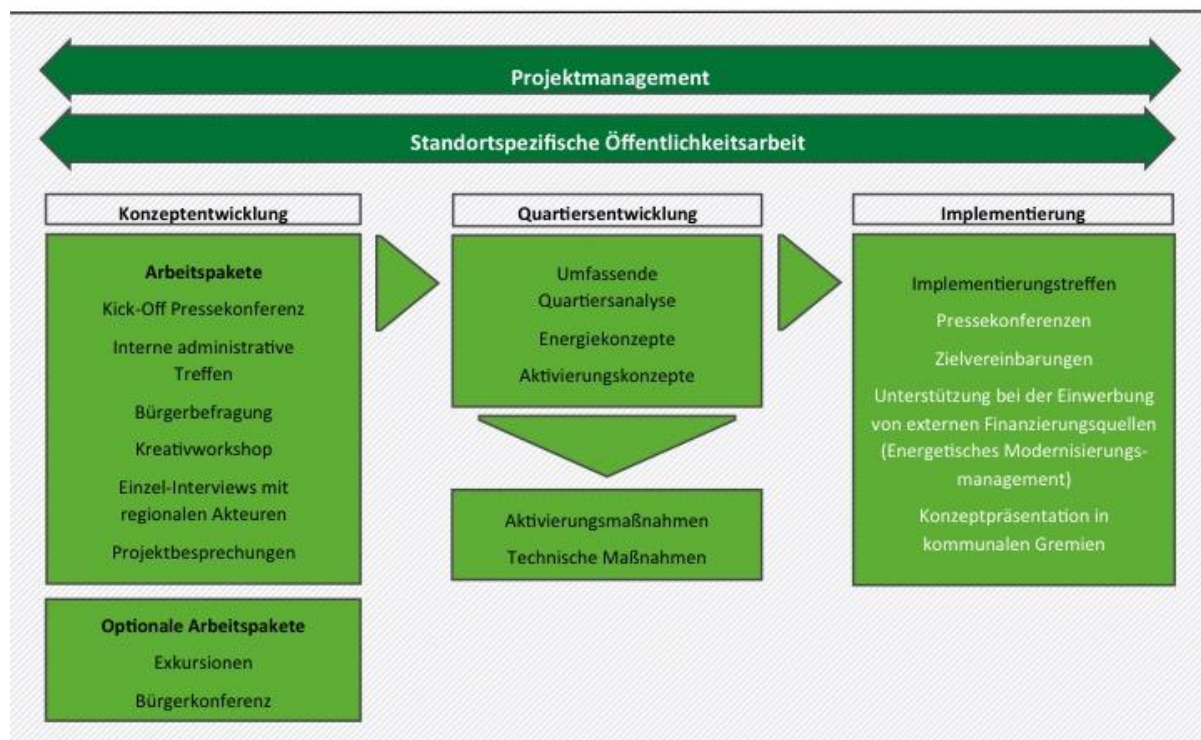 Projektmanagement
Standortspezifische Öffentlichkeitsarbeit
Konzeptentwicklung
Arbeitspakete
Kick-Off Pressekonferenz
Interne administrative
Treffen
Bürgerbefragung
Kreativworkshop
Einzel-Interviews mit
regionalen Akteuren
Projektbesprechungen
Optionale Arbeitspakete
Exkursionen
Bürgerkonferenz
Quartiersentwicklung
Umfassende
Quartiersanalyse
Energiekonzepte
Aktivierungskonzepte
Aktivierungsmaßnahmen
Technische Maßnahmen
Implementierung
Implementierungstreffen
Pressekonferenzen
Zielvereinbarungen
Unterstützung bei der Einwerbung
von externen Finanzierungsquellen
(Energetisches Modernisierungs-
management)
Konzeptpräsentation in
kommunalen Gremien